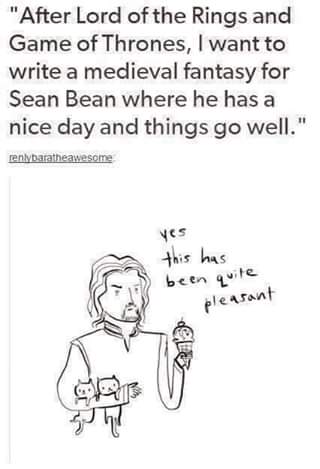 "After Lord of the Rings and
Game of Thrones, I want to
write a medieval fantasy for
Sean Bean where he has a
nice day and things go well."
renlybaratheawesome:
yes
this has
been quite
pleasant